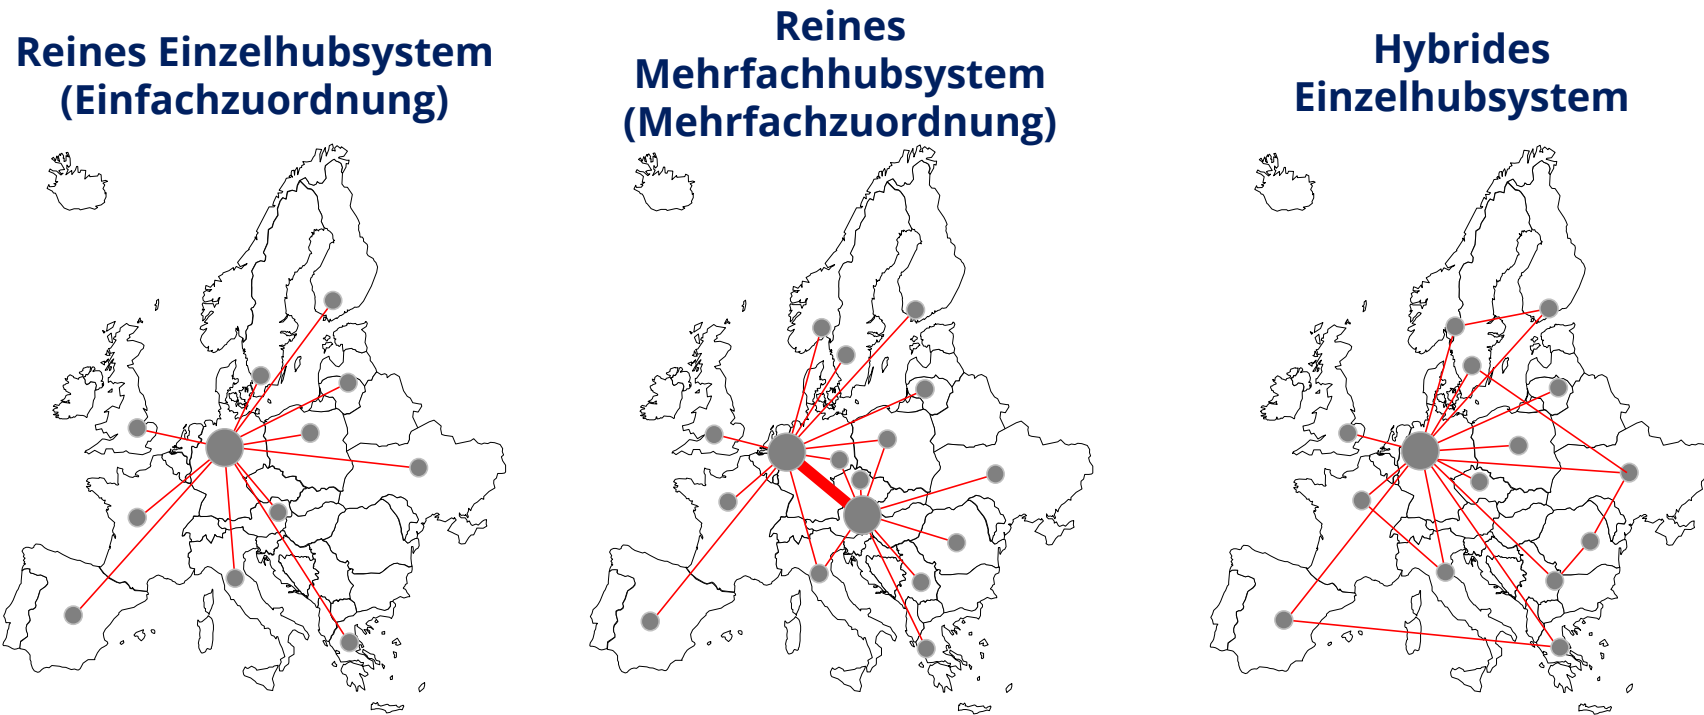 Reines Einzelhubsystem
(Einfachzuordnung)
Reines
Mehrfachhubsystem
(Mehrfachzuordnung)
Hybrides
Einzelhubsystem